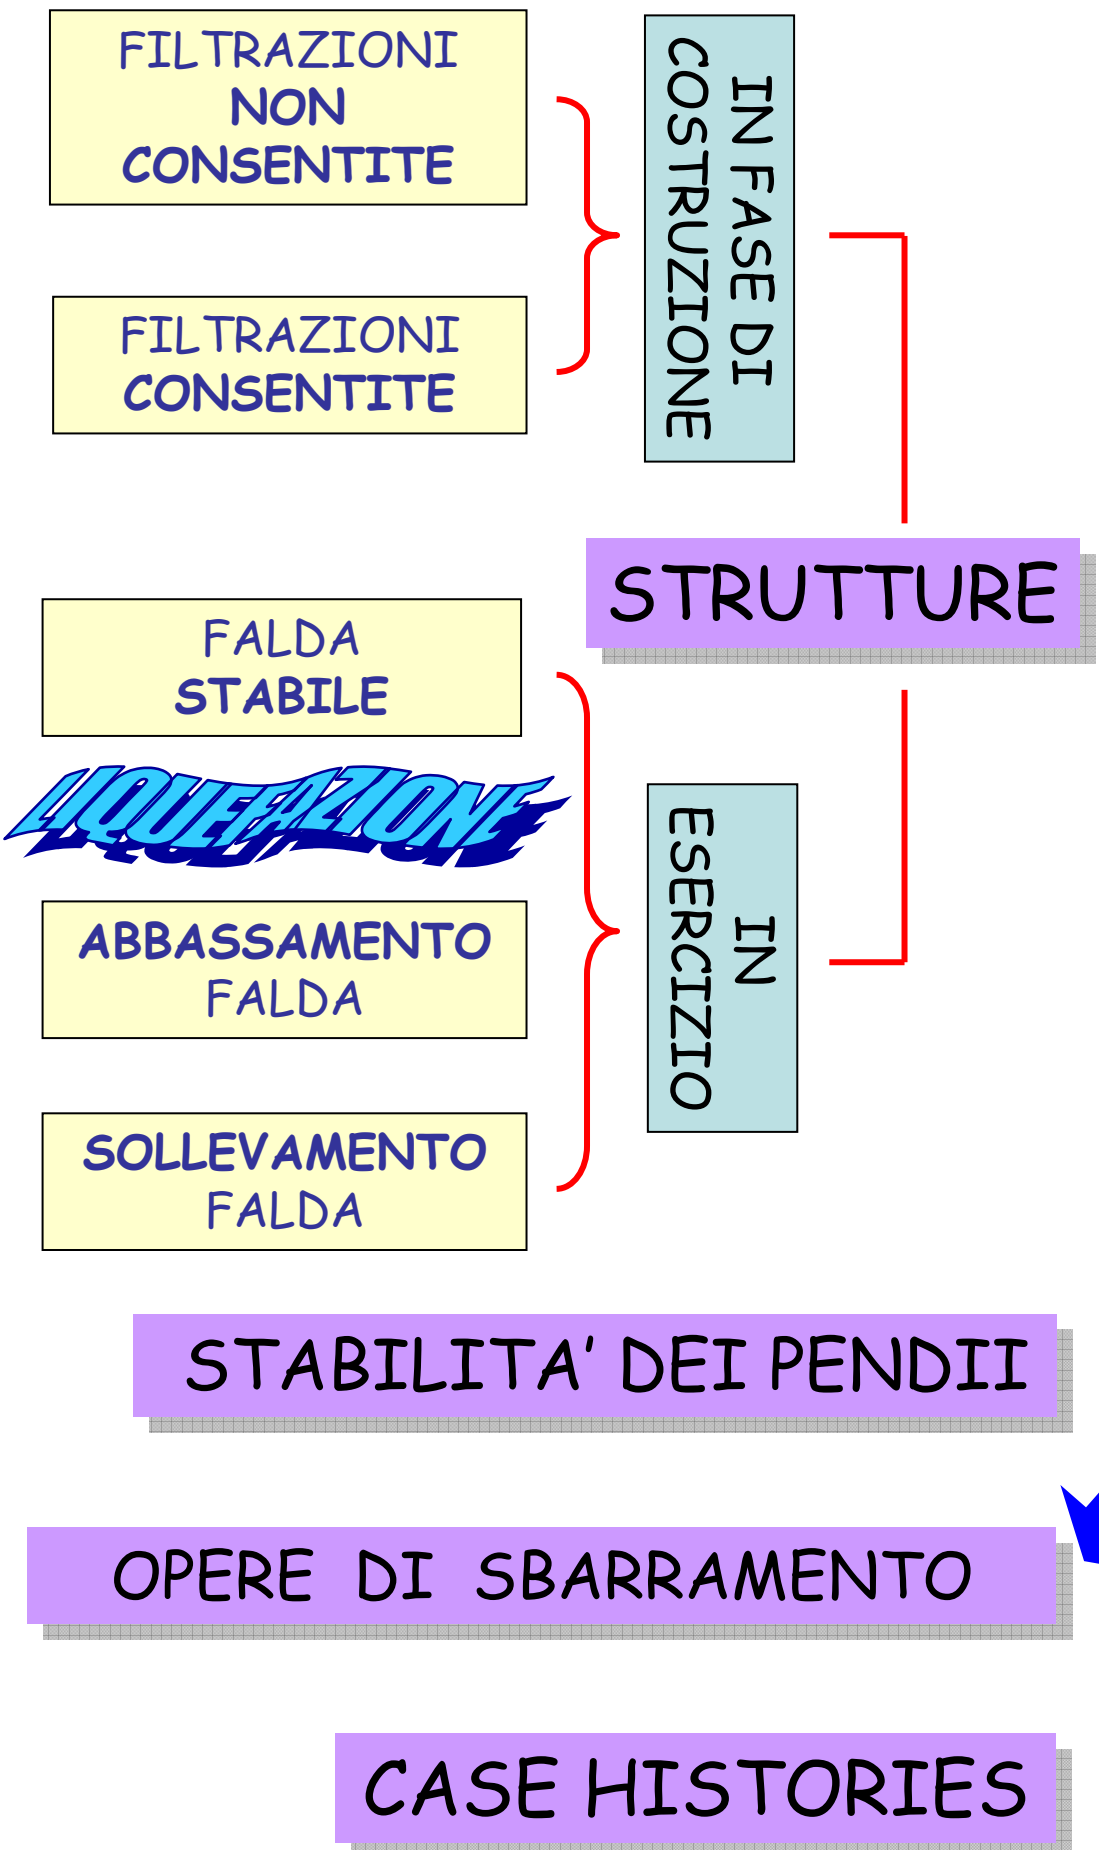 FILTRAZIONI
NON
CONSENTITE
FILTRAZIONI
CONSENTITE
IN FASE DI
COSTRUZIONE
STRUTTURE
FALDA
STABILE
LIQUEFAZIONE
ABBASSAMENTO
FALDA
SOLLEVAMENTO
FALDA
IN
ESERCIZIO
STABILITA’ DEI PENDII
OPERE DI SBARRAMENTO
CASE HISTORIES